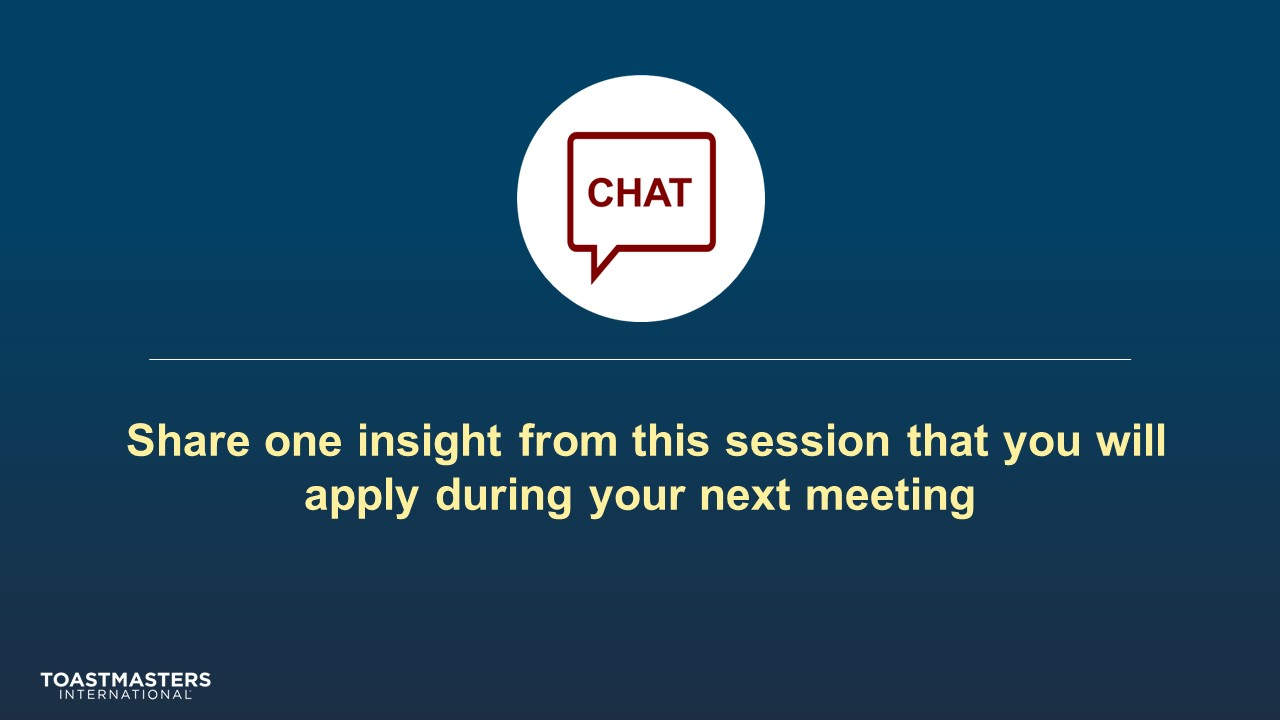 CHAT
Share one insight from this session that you will
apply during your next meeting
TOASTMASTERS
INTERNATIONAL